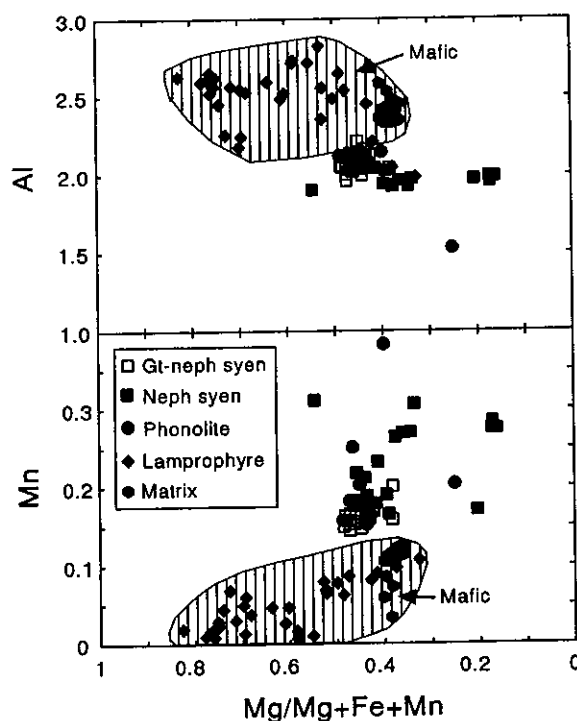 3.0
Mafic
2.5
Al
2.0
1.5
1.0
Gt-neph syen
Neph syen
Phonolite
Lamprophyre
Matrix
0.3
Mn
0.2
0.1
Mafic
0
1 0.8 0.6 0.4 0.2 0
Mg/Mg+Fe+Mn